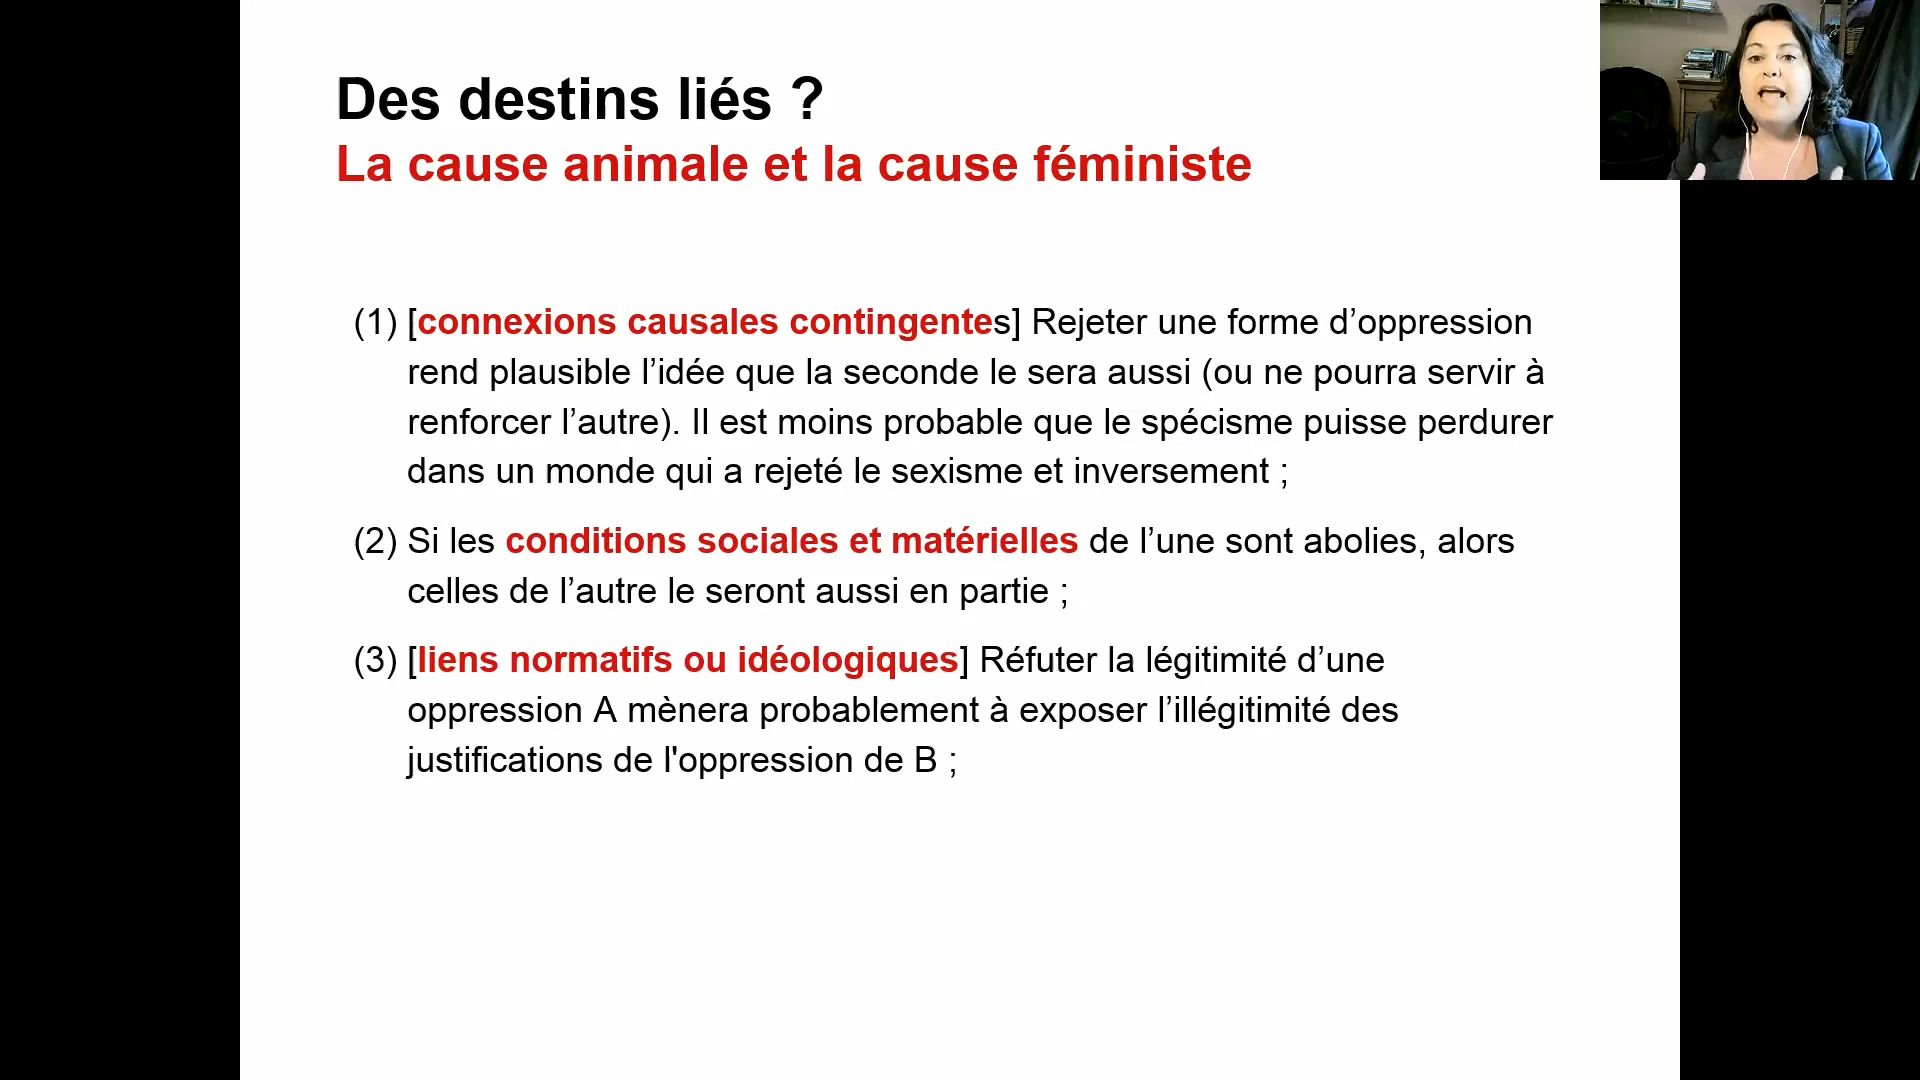 Des destins liés ?
La cause animale et la cause féministe
(1) [connexions causales contingentes] Rejeter une forme d’oppression
rend plausible l’idée que la seconde le sera aussi (ou ne pourra servir à
renforcer l’autre). Il est moins probable que le spécisme puisse perdurer
dans un monde qui a rejeté le sexisme et inversement ;
(2) Si les conditions sociales et matérielles de l’une sont abolies, alors
celles de l’autre le seront aussi en partie ;
(3) [liens normatifs ou idéologiques] Réfuter la légitimité d’une
oppression A mènera probablement à exposer l’illégitimité des
justifications de l'oppression de B ;